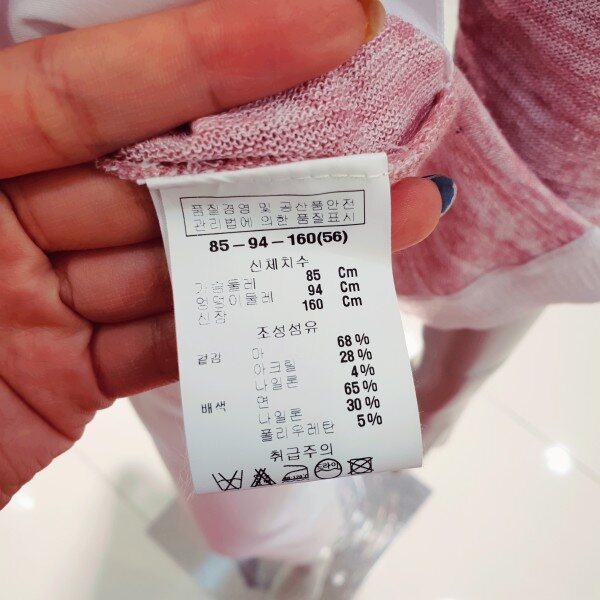 품질경영 및 공산품안전
관리법에 의한 품질표시
85-94-160(56)
신체치수
가슴둘레 85 Cm
엉덩이둘레 94 Cm
신장 160 Cm
조성섬유
겉감 마 68%
아크릴 28%
나일론 4%
배색 면 65%
나일론 30%
폴리우레탄 5%
취급주의
드라이